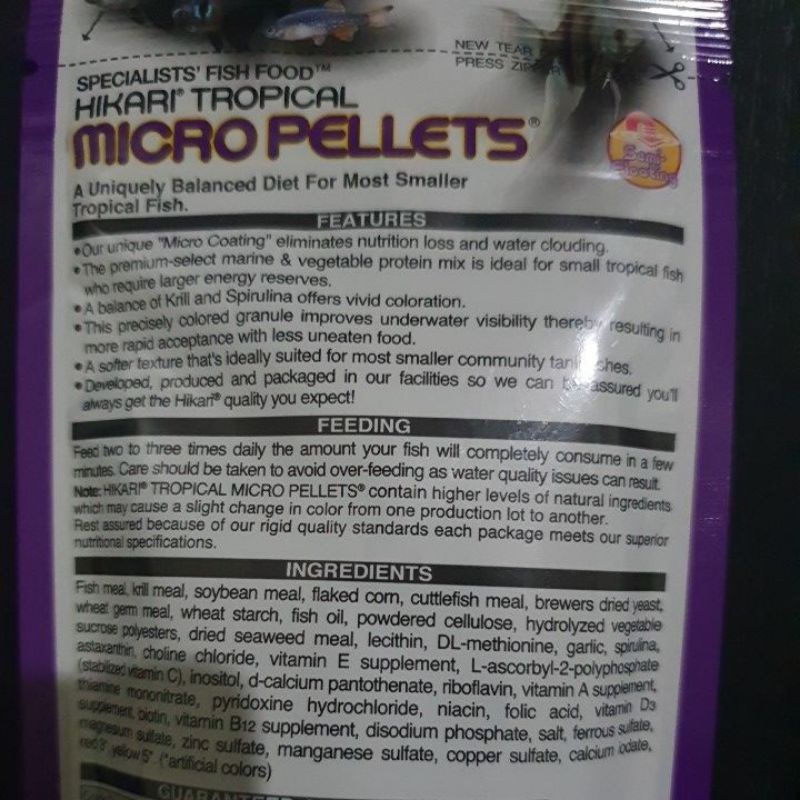 NEW TEAR
PRESS ZIPPER
SPECIALISTS' FISH FOOD™
HIKARI® TROPICAL
MICRO PELLETS®
Semi-
Floating
A Uniquely Balanced Diet For Most Smaller
Tropical Fish.
FEATURES
•Our unique "Micro Coating" eliminates nutrition loss and water clouding.
•The premium-select marine & vegetable protein mix is ideal for small tropical fish
who require larger energy reserves.
•A balance of Krill and Spirulina offers vivid coloration.
•This precisely colored granule improves underwater visibility thereby resulting in
more rapid acceptance with less uneaten food.
•A softer texture that's ideally suited for most smaller community tank fishes.
•Developed, produced and packaged in our facilities so we can be assured you'll
always get the Hikari® quality you expect!
FEEDING
Feed two to three times daily the amount your fish will completely consume in a few
minutes. Care should be taken to avoid over-feeding as water quality issues can result.
Note: HIKARI® TROPICAL MICRO PELLETS® contain higher levels of natural ingredients
which may cause a slight change in color from one production lot to another.
Rest assured because of our rigid quality standards each package meets our superior
nutritional specifications.
INGREDIENTS
Fish meal, krill meal, soybean meal, flaked corn, cuttlefish meal, brewers dried yeast,
wheat germ meal, wheat starch, fish oil, powdered cellulose, hydrolyzed vegetable
sucrose polyesters, dried seaweed meal, lecithin, DL-methionine, garlic, spirulina,
astaxanthin, choline chloride, vitamin E supplement, L-ascorbyl-2-polyphosphate
(stabilized vitamin C), inositol, d-calcium pantothenate, riboflavin, vitamin A supplement,
thiamine mononitrate, pyridoxine hydrochloride, niacin, folic acid, vitamin D3
supplement, biotin, vitamin B12 supplement, disodium phosphate, salt, ferrous sulfate,
magnesium sulfate, zinc sulfate, manganese sulfate, copper sulfate, calcium iodate,
red 3*, yellow 5* (*artificial colors)
GUARANTEED